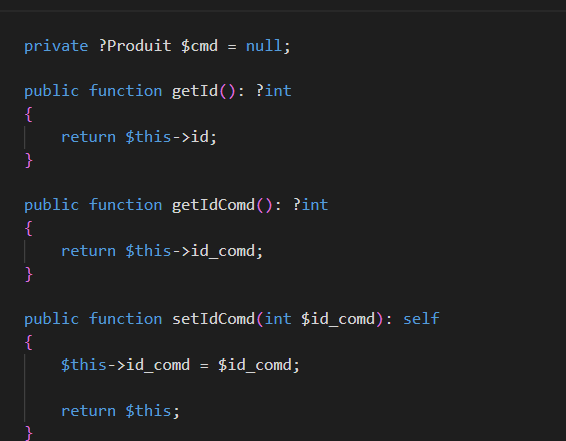 private ?Produit $cmd = null;
public function getId(): ?int
{
return $this->id;
}
public function getIdComd(): ?int
{
return $this->id_comd;
}
public function setIdComd(int $id_comd): self
{
$this->id_comd = $id_comd;
return $this;
}